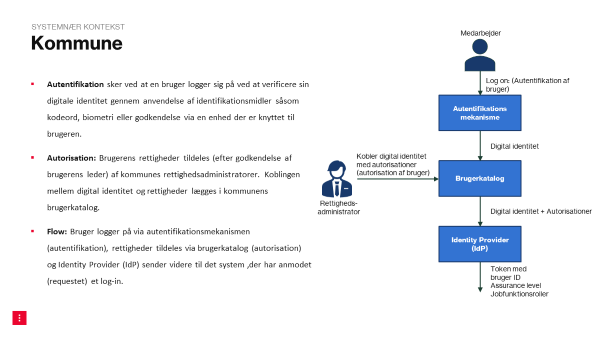 SYSTEMNÆR KONTEKST
Kommune
Autentifikation sker ved at en bruger logger sig på ved at verificere sin
digitale identitet gennem anvendelse af identifikationsmidler såsom
kodeord, biometri eller godkendelse via en enhed der er knyttet til
brugeren.
Autorisation: Brugerens rettigheder tildeles (efter godkendelse af
brugerens leder) af kommunes rettighedsadministratorer. Koblingen
mellem digital identitet og rettigheder lægges i kommunens
brugerkatalog.
Flow: Bruger logger på via autentifikationsmekanismen
(autentifikation), rettigheder tildeles via brugerkatalog (autorisation)
og Identity Provider (IdP) sender videre til det system ,der har anmodet
(requestet) et log-in.
Medarbejder
Log on: (Autentifikation af
bruger)
Autentifikations
mekanisme
Digital identitet
Kobler digital identitet
med autorisationer
(autorisation af bruger)
Brugerkatalog
Rettigheds-
administrator
Digital identitet + Autorisationer
Identity Provider
(IdP)
Token med
bruger ID
Assurance level
Jobfunktionsroller